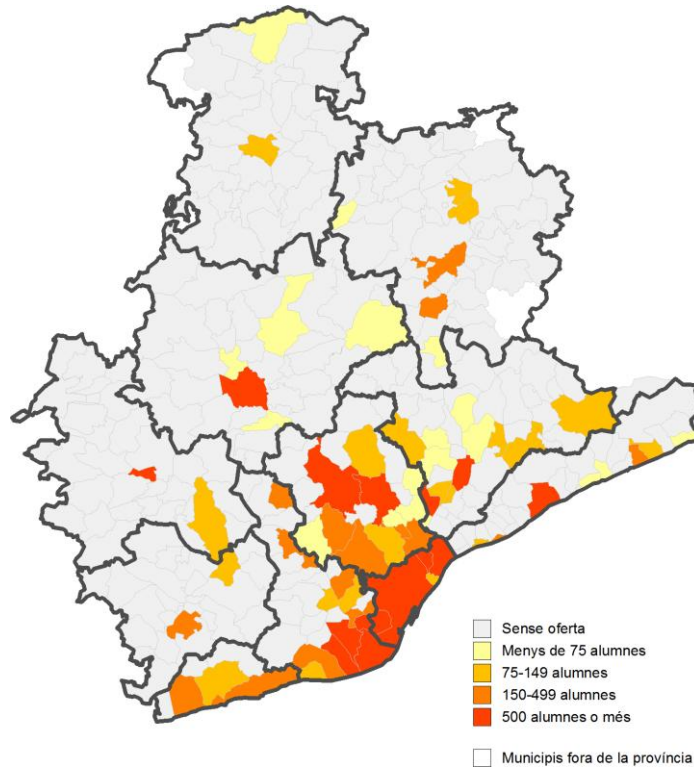 Sense oferta
Menys de 75 alumnes
75-149 alumnes
150-499 alumnes
500 alumnes o més
Municipis fora de la província